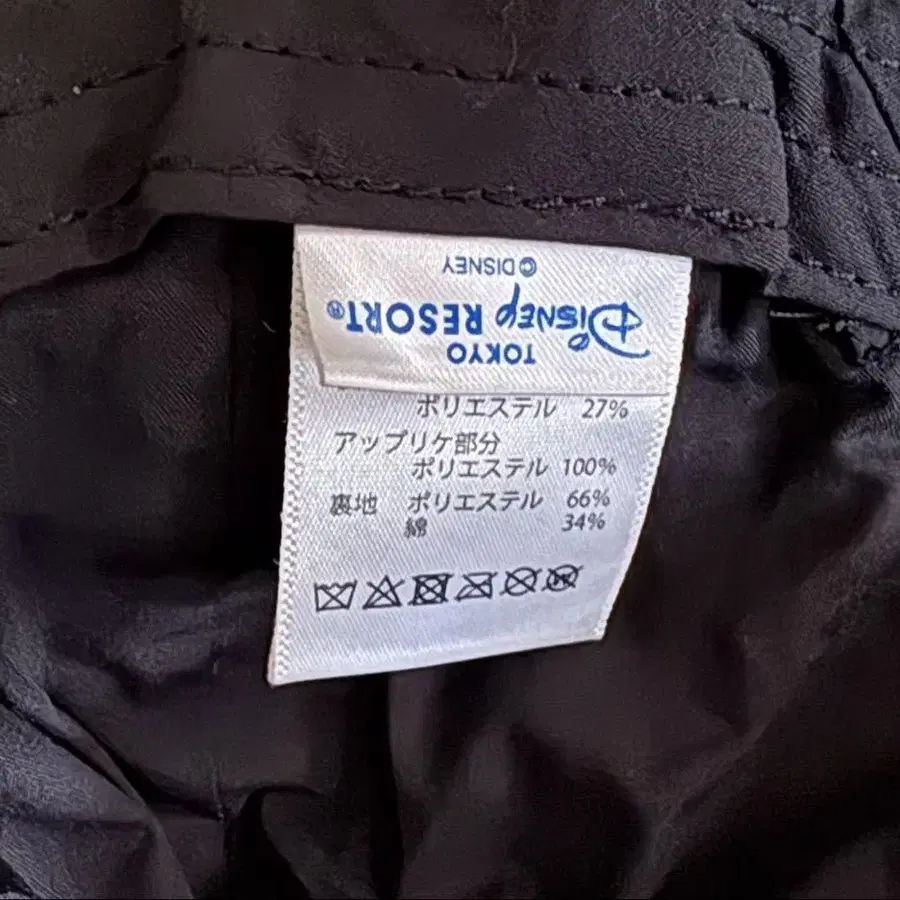 © DISNEY
TOKYO
DISNEY RESORT®
ポリエステル 27%
アップリケ部分
ポリエステル 100%
裏地 ポリエステル 66%
綿 34%